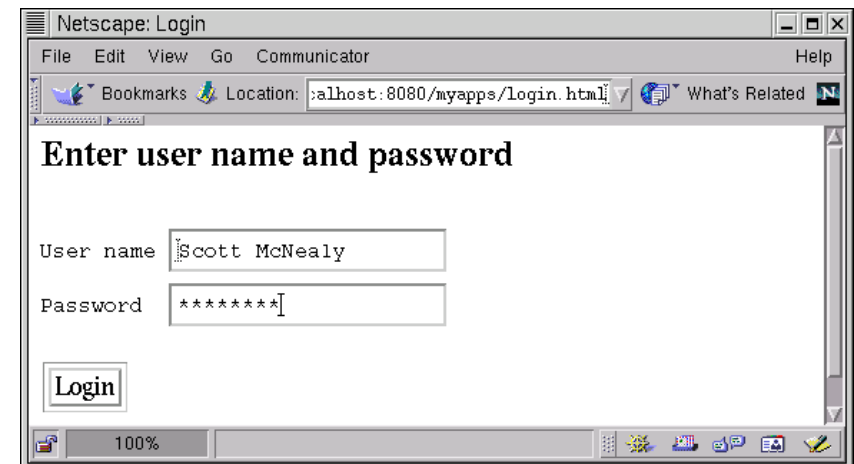 Netscape: Login
File Edit View Go Communicator Help
Bookmarks Location: alhost:8080/myapps/login.html What's Related N
Enter user name and password
User name Scott McNealy
Password ********
Login
100%